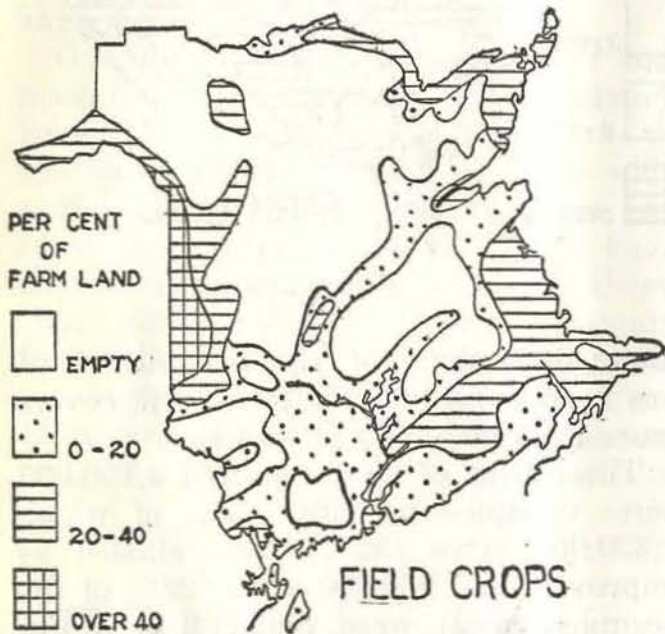 PER CENT
OF
FARM LAND
EMPTY
0-20
20-40
OVER 40
FIELD CROPS